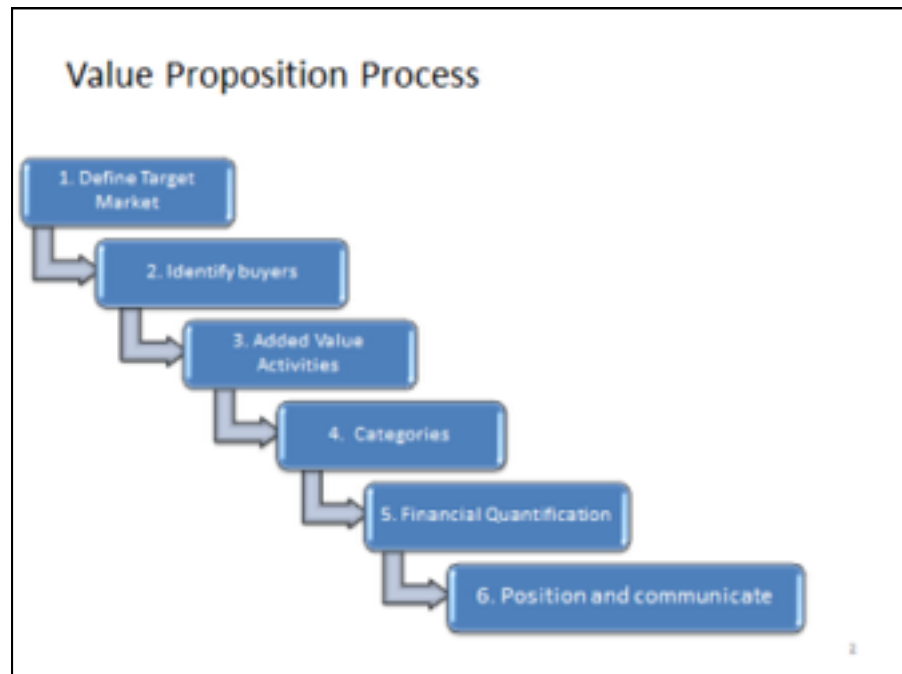 Value Proposition Process
1. Define Target
Market
2. Identify buyers
3. Added Value
Activities
4. Categories
5. Financial Quantification
6. Position and communicate
2